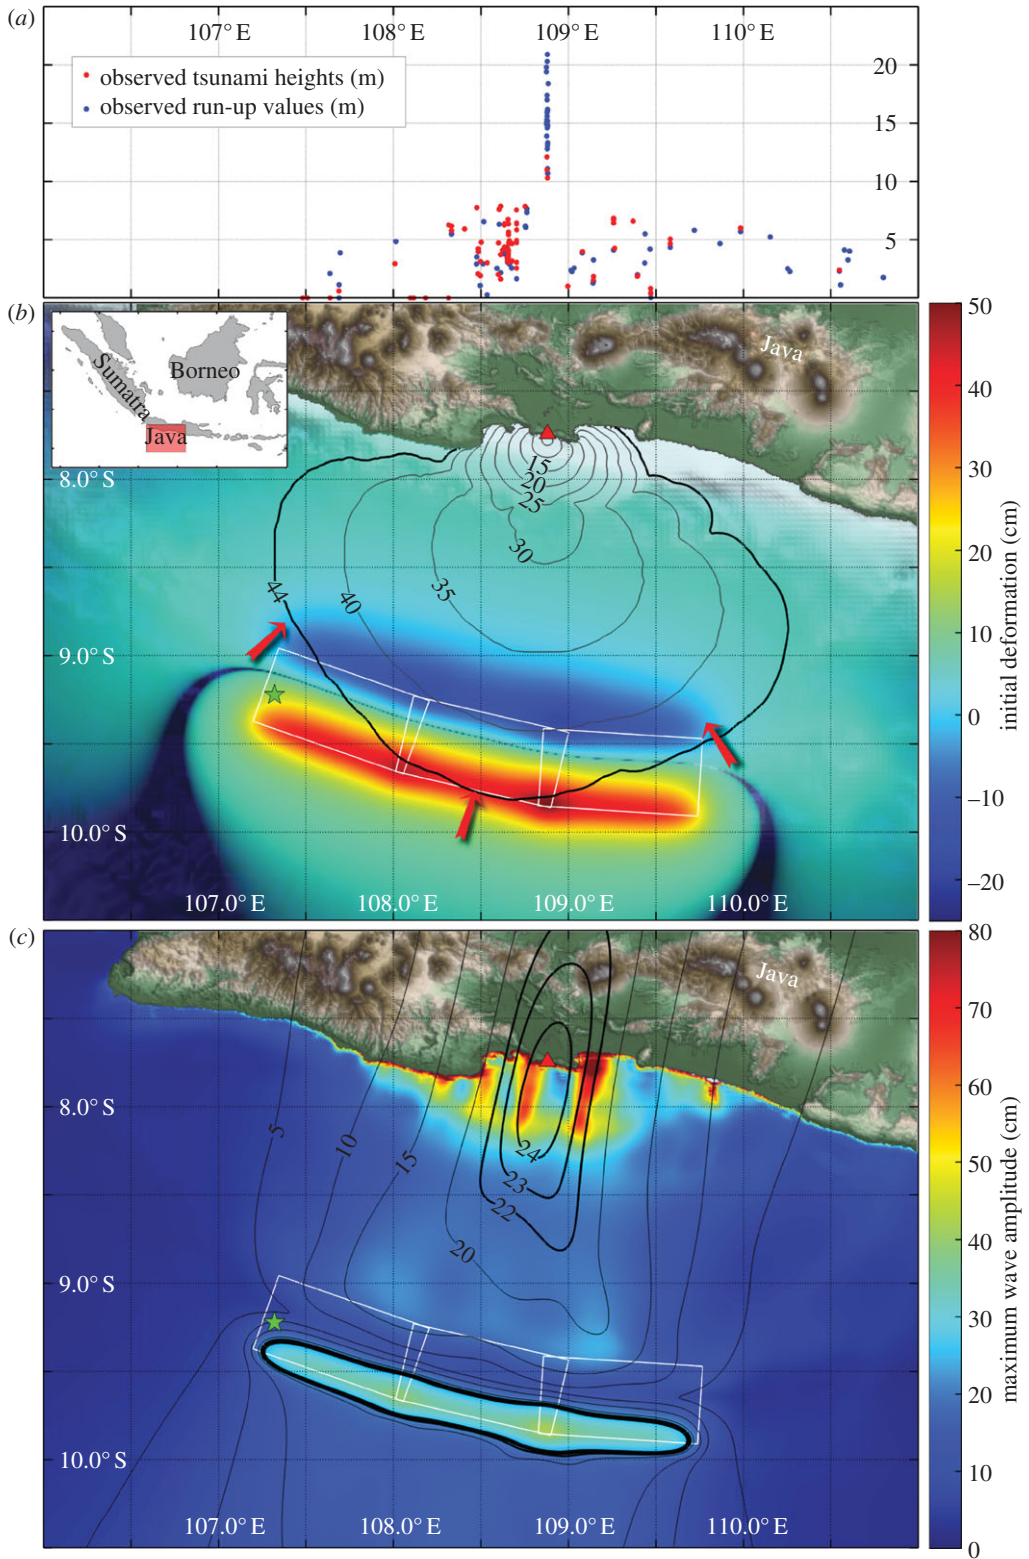 (a)
107° E 108° E 109° E 110° E
observed tsunami heights (m)
observed run-up values (m)
20
15
10
5
(b)
Sumatra
Borneo
Java
Java
15
20
25
30
35
40
44
8.0° S
9.0° S
10.0° S
107.0° E 108.0° E 109.0° E 110.0° E
50
40
30
20
10
0
–10
–20
initial deformation (cm)
(c)
Java
5
10
15
20
22
23
24
8.0° S
9.0° S
10.0° S
107.0° E 108.0° E 109.0° E 110.0° E
80
70
60
50
40
30
20
10
0
maximum wave amplitude (cm)